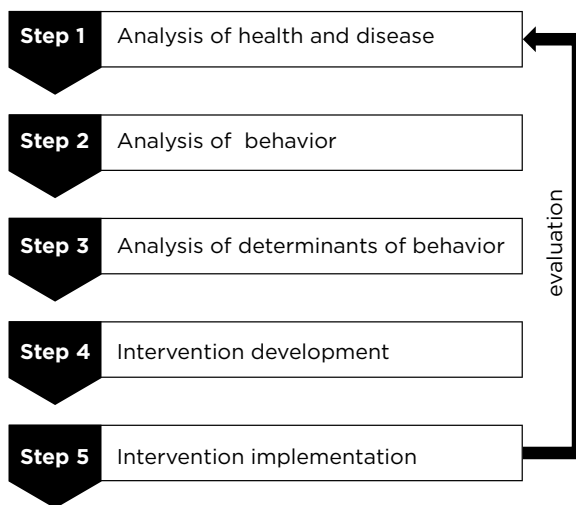 Step 1 Analysis of health and disease
Step 2 Analysis of behavior
Step 3 Analysis of determinants of behavior
Step 4 Intervention development
Step 5 Intervention implementation
evaluation